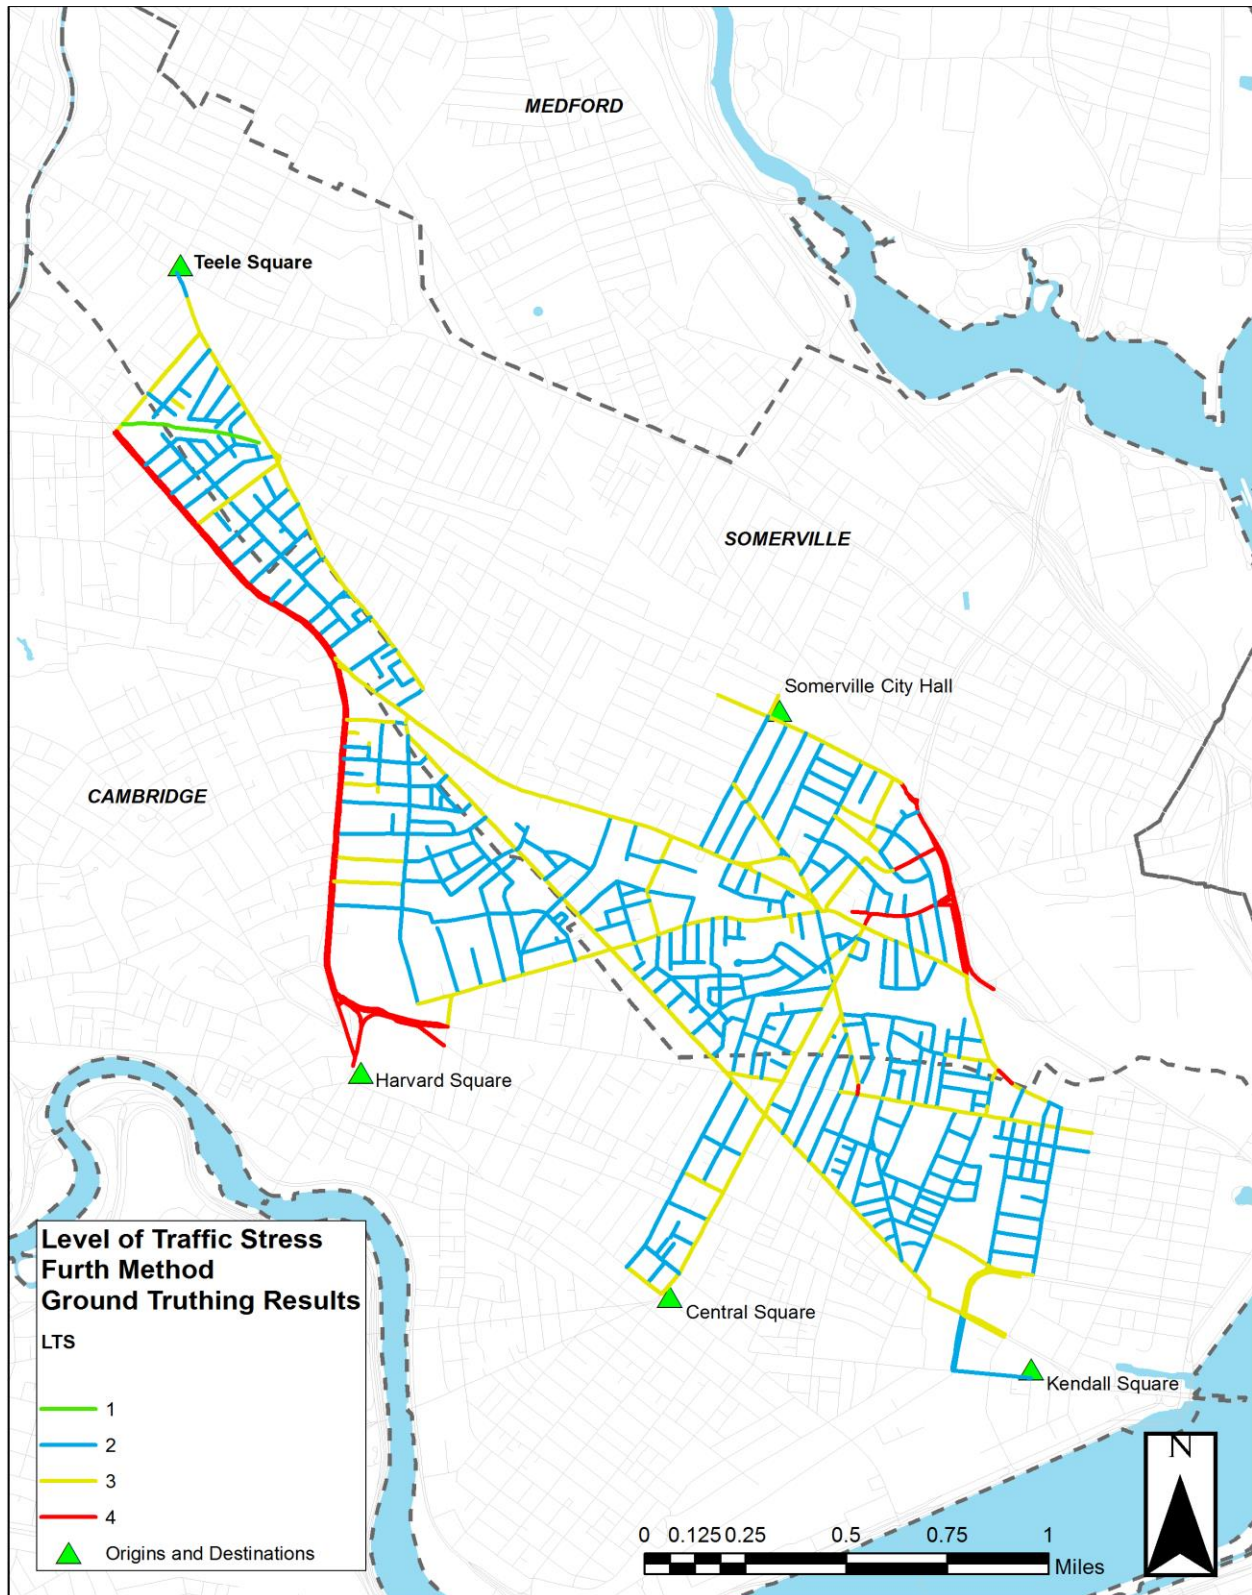 MEDFORD
Teele Square
SOMERVILLE
Somerville City Hall
CAMBRIDGE
Harvard Square
Central Square
Kendall Square
Level of Traffic Stress
Furth Method
Ground Truthing Results
LTS
1
2
3
4
Origins and Destinations
N
0 0.125 0.25 0.5 0.75 1
Miles